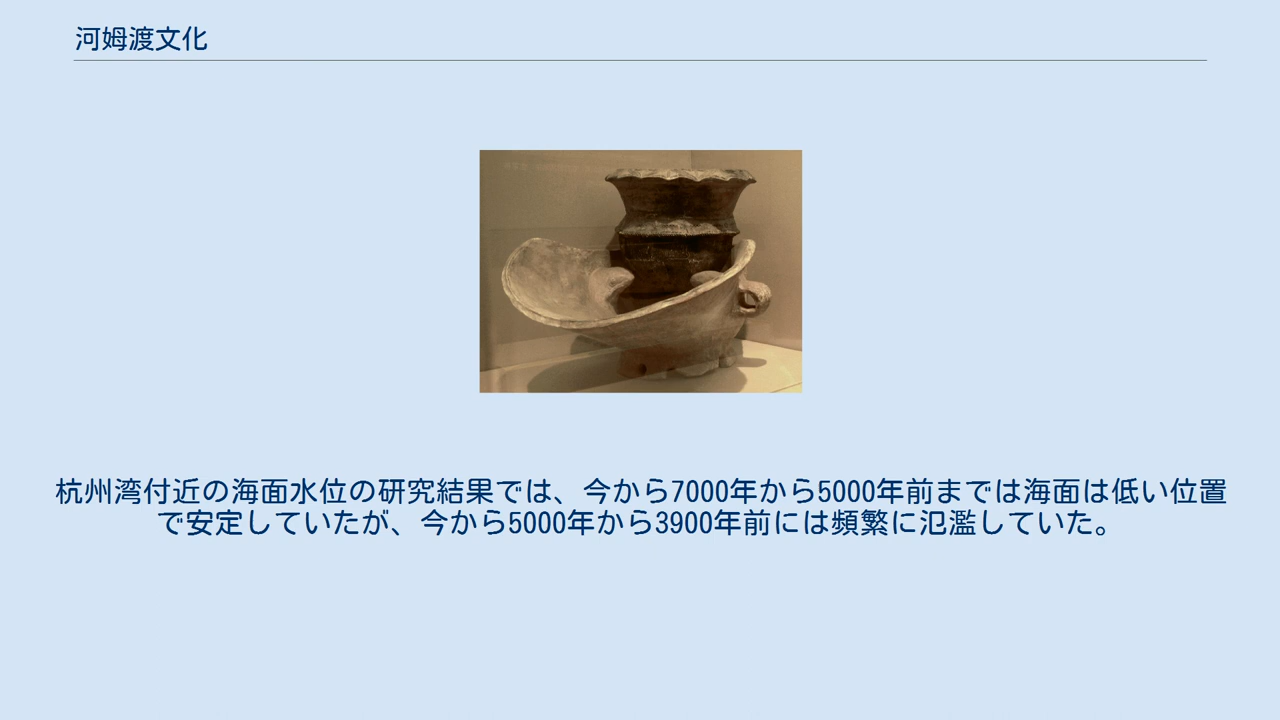 河姆渡文化
杭州湾付近の海面水位の研究結果では、今から7000年から5000年前までは海面は低い位置
で安定していたが、今から5000年から3900年前には頻繁に氾濫していた。